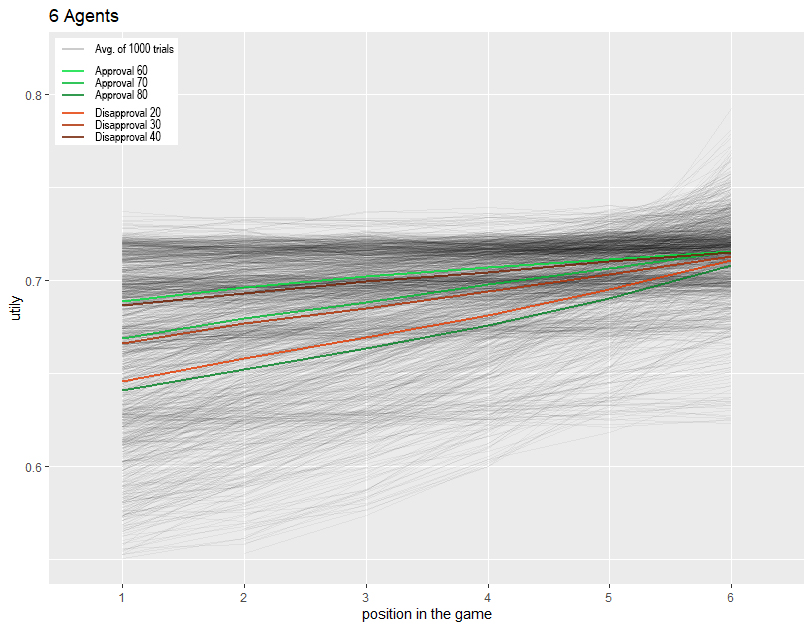 6 Agents
Avg. of 1000 trials
Approval 60
Approval 70
Approval 80
Disapproval 20
Disapproval 30
Disapproval 40
0.8
0.7
0.6
utily
1 2 3 4 5 6
position in the game